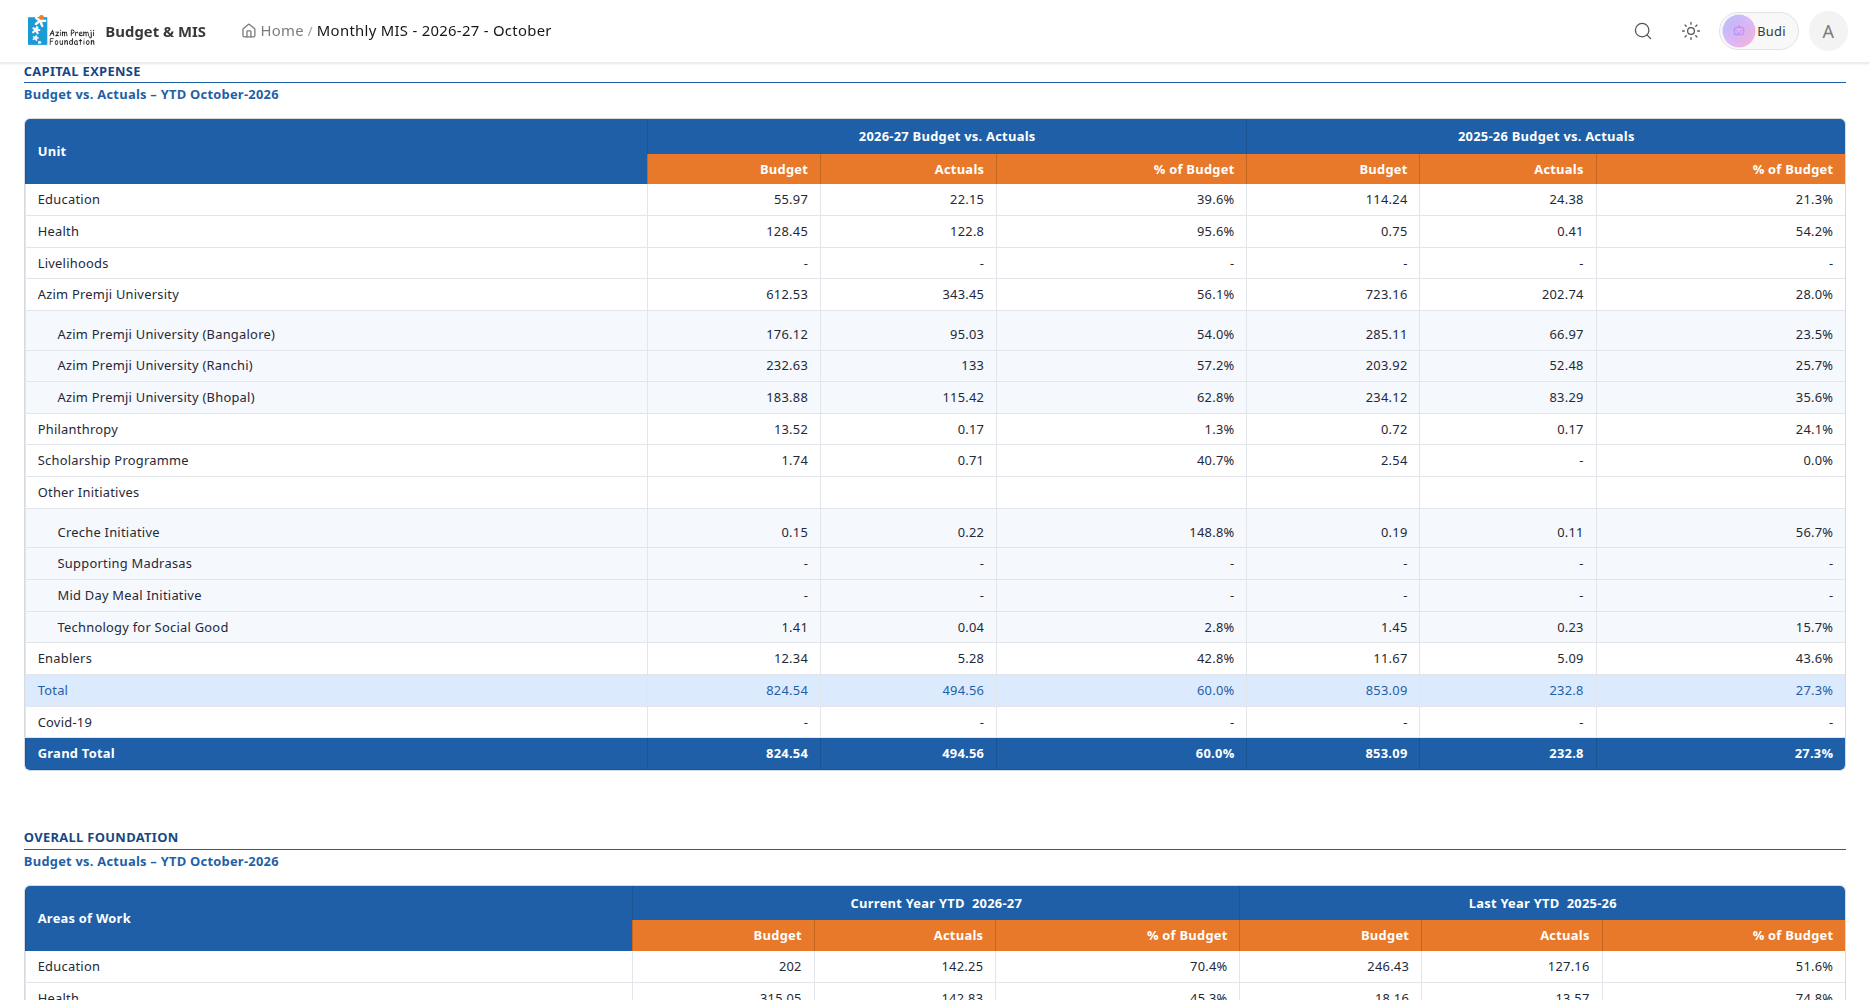 Azim Premji
Foundation
Budget & MIS
Home / Monthly MIS - 2026-27 - October
Budi
A
CAPITAL EXPENSE
Budget vs. Actuals – YTD October-2026
Unit 2026-27 Budget vs. Actuals 2025-26 Budget vs. Actuals
Budget Actuals % of Budget Budget Actuals % of Budget
Education 55.97 22.15 39.6% 114.24 24.38 21.3%
Health 128.45 122.8 95.6% 0.75 0.41 54.2%
Livelihoods - - - - - -
Azim Premji University 612.53 343.45 56.1% 723.16 202.74 28.0%
Azim Premji University (Bangalore) 176.12 95.03 54.0% 285.11 66.97 23.5%
Azim Premji University (Ranchi) 232.63 133 57.2% 203.92 52.48 25.7%
Azim Premji University (Bhopal) 183.88 115.42 62.8% 234.12 83.29 35.6%
Philanthropy 13.52 0.17 1.3% 0.72 0.17 24.1%
Scholarship Programme 1.74 0.71 40.7% 2.54 - 0.0%
Other Initiatives
Creche Initiative 0.15 0.22 148.8% 0.19 0.11 56.7%
Supporting Madrasas - - - - - -
Mid Day Meal Initiative - - - - - -
Technology for Social Good 1.41 0.04 2.8% 1.45 0.23 15.7%
Enablers 12.34 5.28 42.8% 11.67 5.09 43.6%
Total 824.54 494.56 60.0% 853.09 232.8 27.3%
Covid-19 - - - - - -
Grand Total 824.54 494.56 60.0% 853.09 232.8 27.3%
OVERALL FOUNDATION
Budget vs. Actuals – YTD October-2026
Areas of Work Current Year YTD 2026-27 Last Year YTD 2025-26
Budget Actuals % of Budget Budget Actuals % of Budget
Education 202 142.25 70.4% 246.43 127.16 51.6%
Health 315.05 142.83 45.3% 18.16 13.57 74.8%